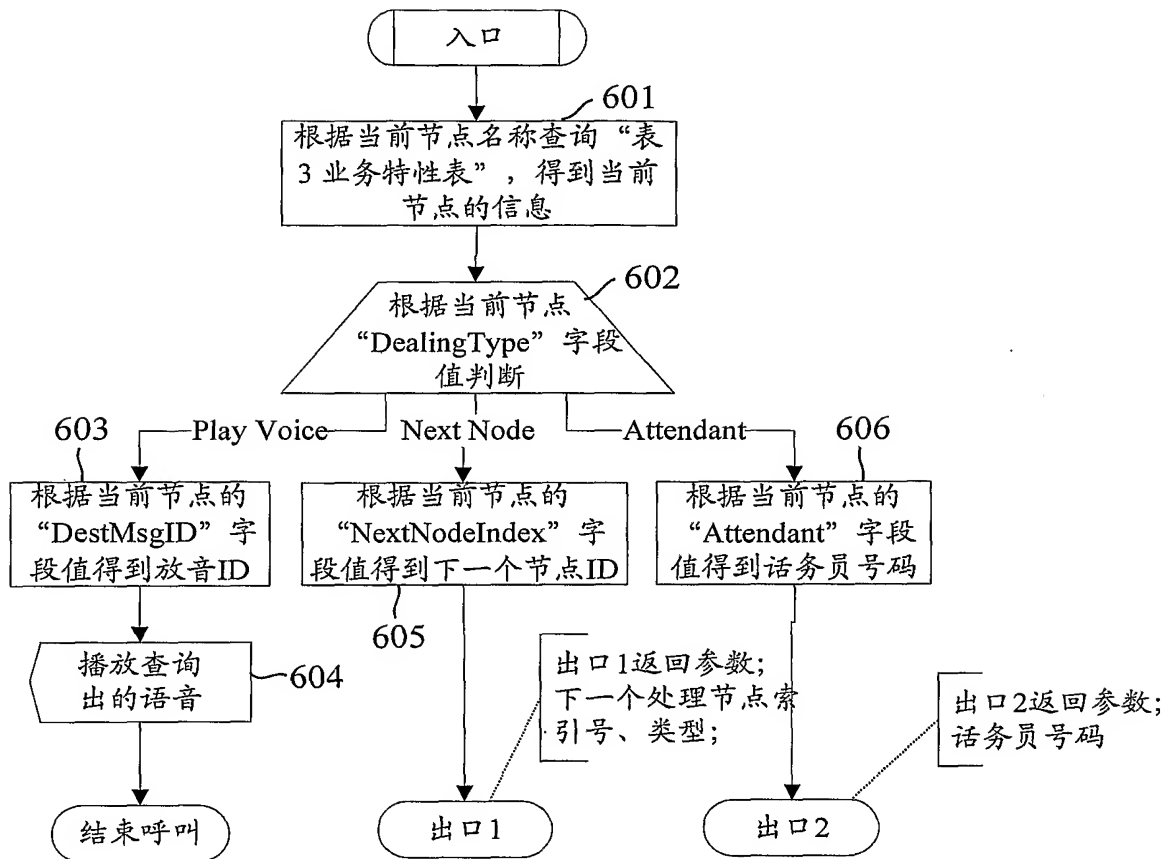 入口
601
根据当前节点名称查询“表
3 业务特性表”，得到当前
节点的信息
602
根据当前节点
“DealingType”字段
值判断
603
Play Voice
Next Node
Attendant
606
根据当前节点的
“DestMsgID”字
段值得到放音ID
根据当前节点的
“NextNodeIndex”字
段值得到下一个节点ID
根据当前节点的
“Attendant”字段
值得到话务员号码
605
播放查询
出的语音
604
出口1返回参数；
下一个处理节点索
引号、类型；
出口2返回参数；
话务员号码
结束呼叫
出口1
出口2